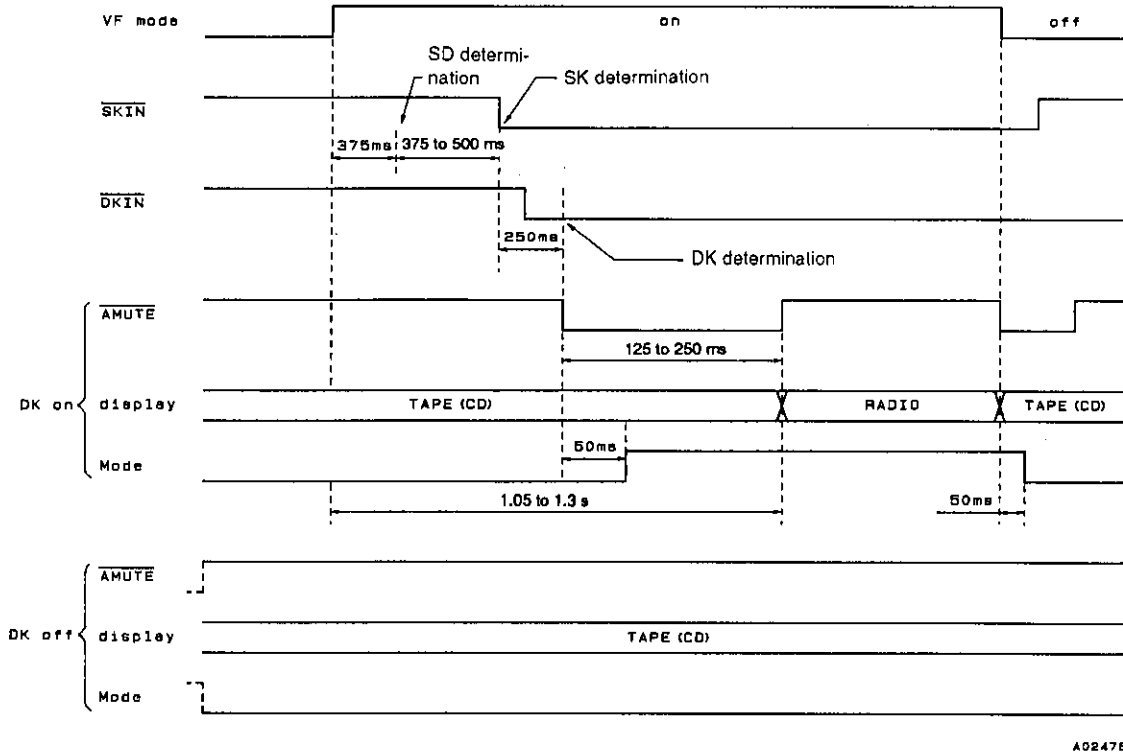 VF mode on off
SD determi-
nation
SK determination
SKIN
375ms 375 to 500 ms
DKIN
250ms
DK determination
AMUTE
125 to 250 ms
DK on display TAPE (CD) RADIO TAPE (CD)
50ms
Mode
1.05 to 1.3 s
50ms
AMUTE
DK off display TAPE (CD)
Mode